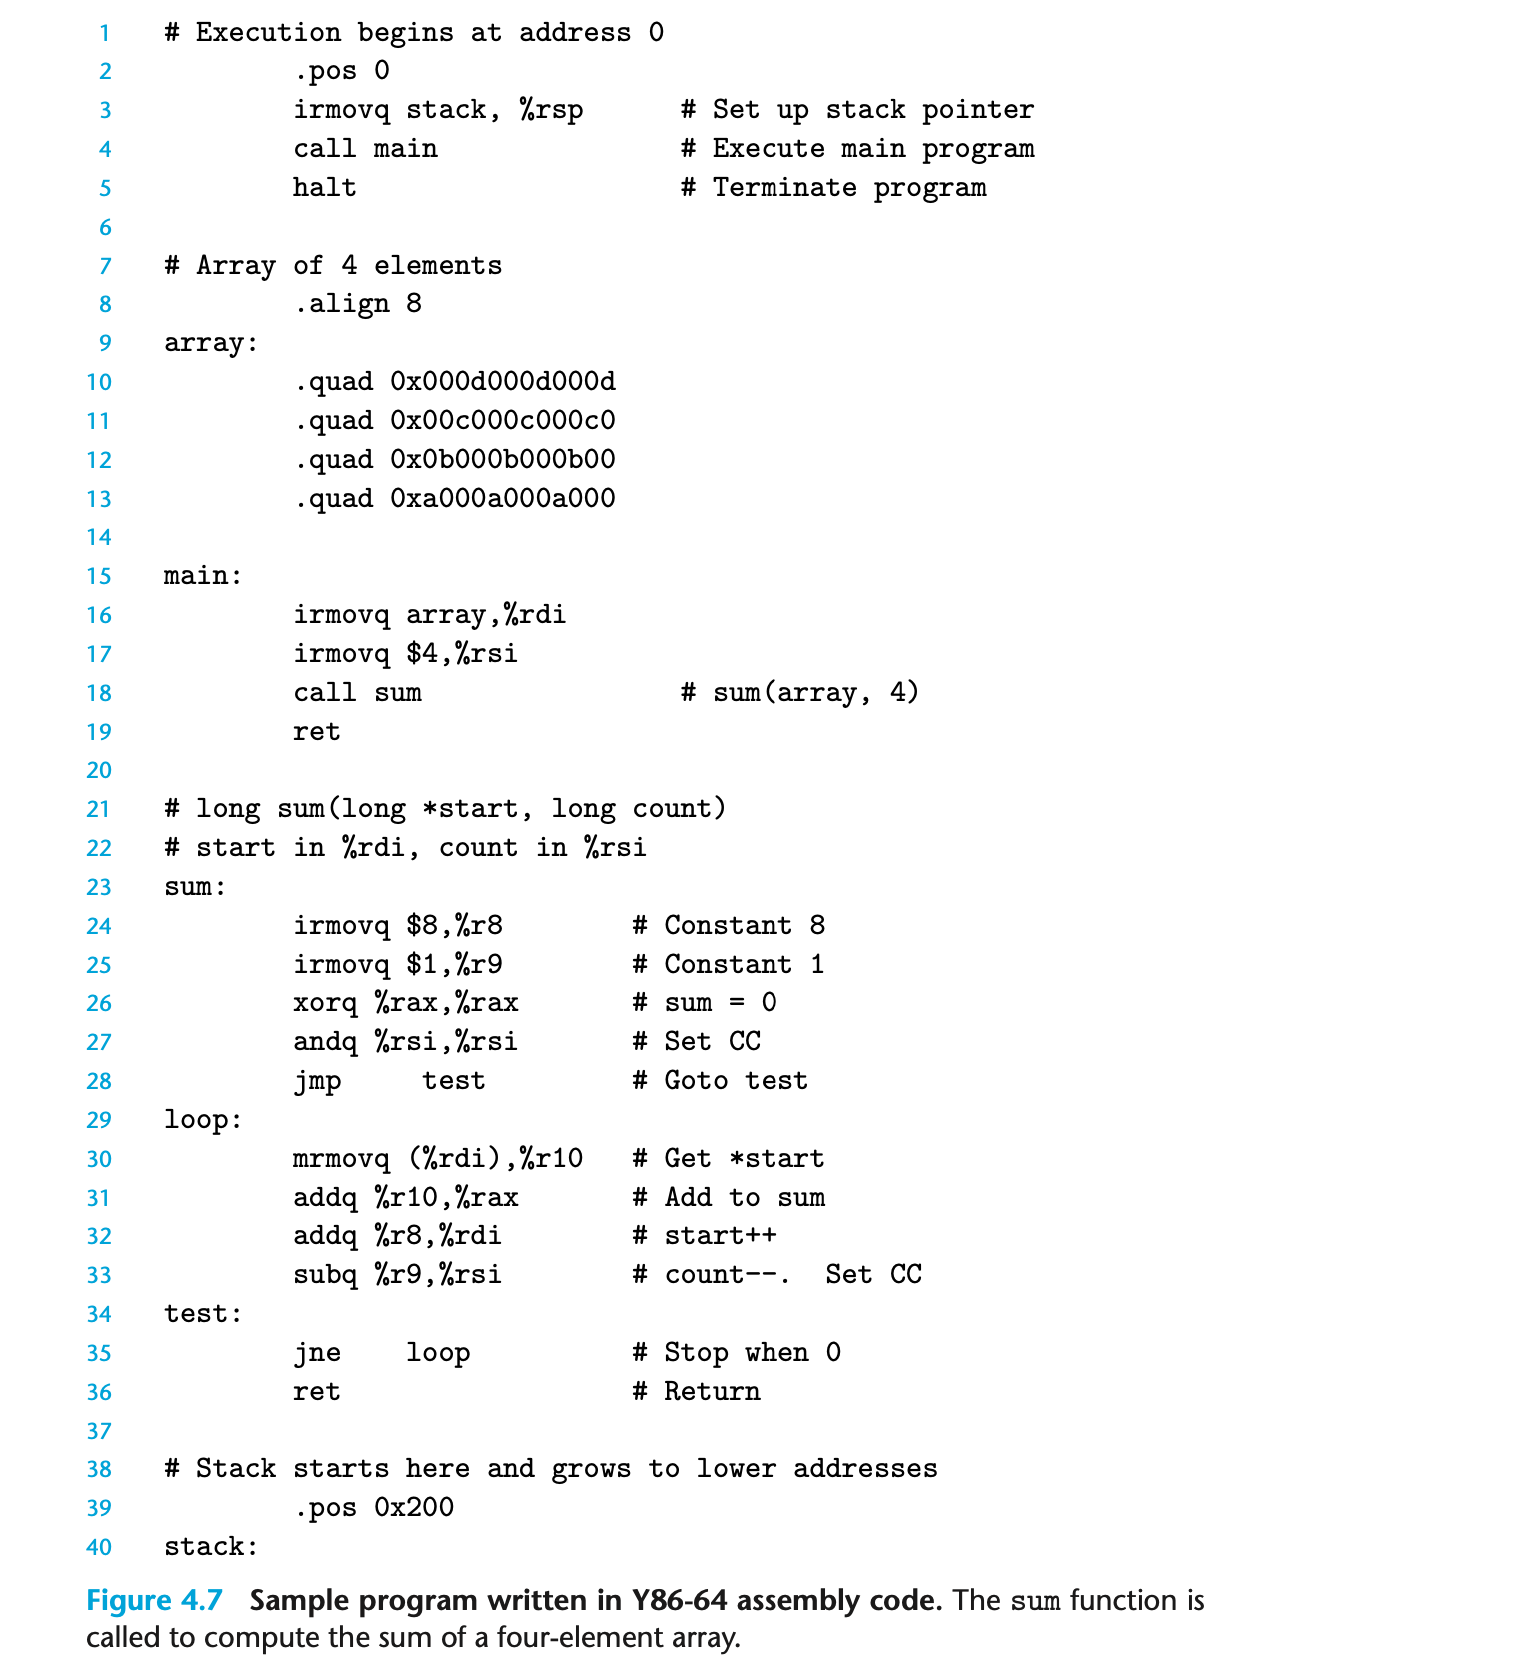 1 # Execution begins at address 0
2 .pos 0
3 irmovq stack, %rsp # Set up stack pointer
4 call main # Execute main program
5 halt # Terminate program
6
7 # Array of 4 elements
8 .align 8
9 array:
10 .quad 0x000d000d000d
11 .quad 0x00c000c000c0
12 .quad 0x0b000b000b00
13 .quad 0xa000a000a000
14
15 main:
16 irmovq array,%rdi
17 irmovq $4,%rsi
18 call sum # sum(array, 4)
19 ret
20
21 # long sum(long *start, long count)
22 # start in %rdi, count in %rsi
23 sum:
24 irmovq $8,%r8 # Constant 8
25 irmovq $1,%r9 # Constant 1
26 xorq %rax,%rax # sum = 0
27 andq %rsi,%rsi # Set CC
28 jmp test # Goto test
29 loop:
30 mrmovq (%rdi),%r10 # Get *start
31 addq %r10,%rax # Add to sum
32 addq %r8,%rdi # start++
33 subq %r9,%rsi # count--. Set CC
34 test:
35 jne loop # Stop when 0
36 ret # Return
37
38 # Stack starts here and grows to lower addresses
39 .pos 0x200
40 stack:
Figure 4.7 Sample program written in Y86-64 assembly code. The sum function is
called to compute the sum of a four-element array.